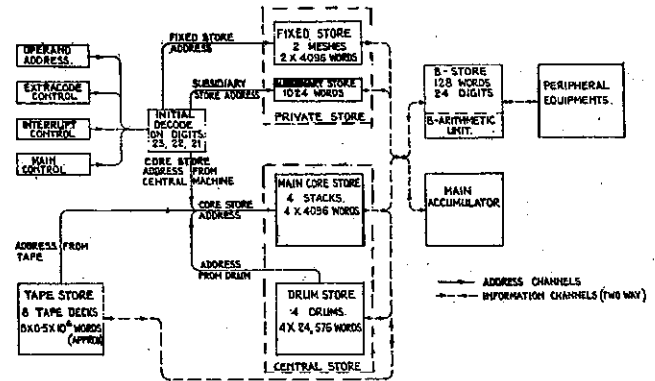 OPERAND
ADDRESS.
EXTRACODE
CONTROL
INTERRUPT
CONTROL
MAIN
CONTROL
FIXED STORE
ADDRESS
SUBSIDIARY
STORE ADDRESS
INITIAL
DECODE
ON DIGITS:
23, 22, 21
CORE STORE
ADDRESS FROM
CENTRAL
MACHINE
FIXED STORE
2 MESHES
2 X 4096 WORDS
SUBSIDIARY STORE
1024 WORDS
PRIVATE STORE
B-STORE
128 WORDS
24 DIGITS
B-ARITHMETIC
UNIT.
PERIPHERAL
EQUIPMENTS.
MAIN
ACCUMULATOR
CORE STORE
ADDRESS
MAIN CORE STORE
4 STACKS.
4 X 4096 WORDS
ADDRESS FROM
TAPE
ADDRESS
FROM DRUM
TAPE STORE
8 TAPE DECKS
8X0·5X10⁶ WORDS
(APPROX)
DRUM STORE
4 DRUMS.
4 X 24,576 WORDS
CENTRAL STORE
ADDRESS CHANNELS
INFORMATION CHANNELS (TWO WAY)